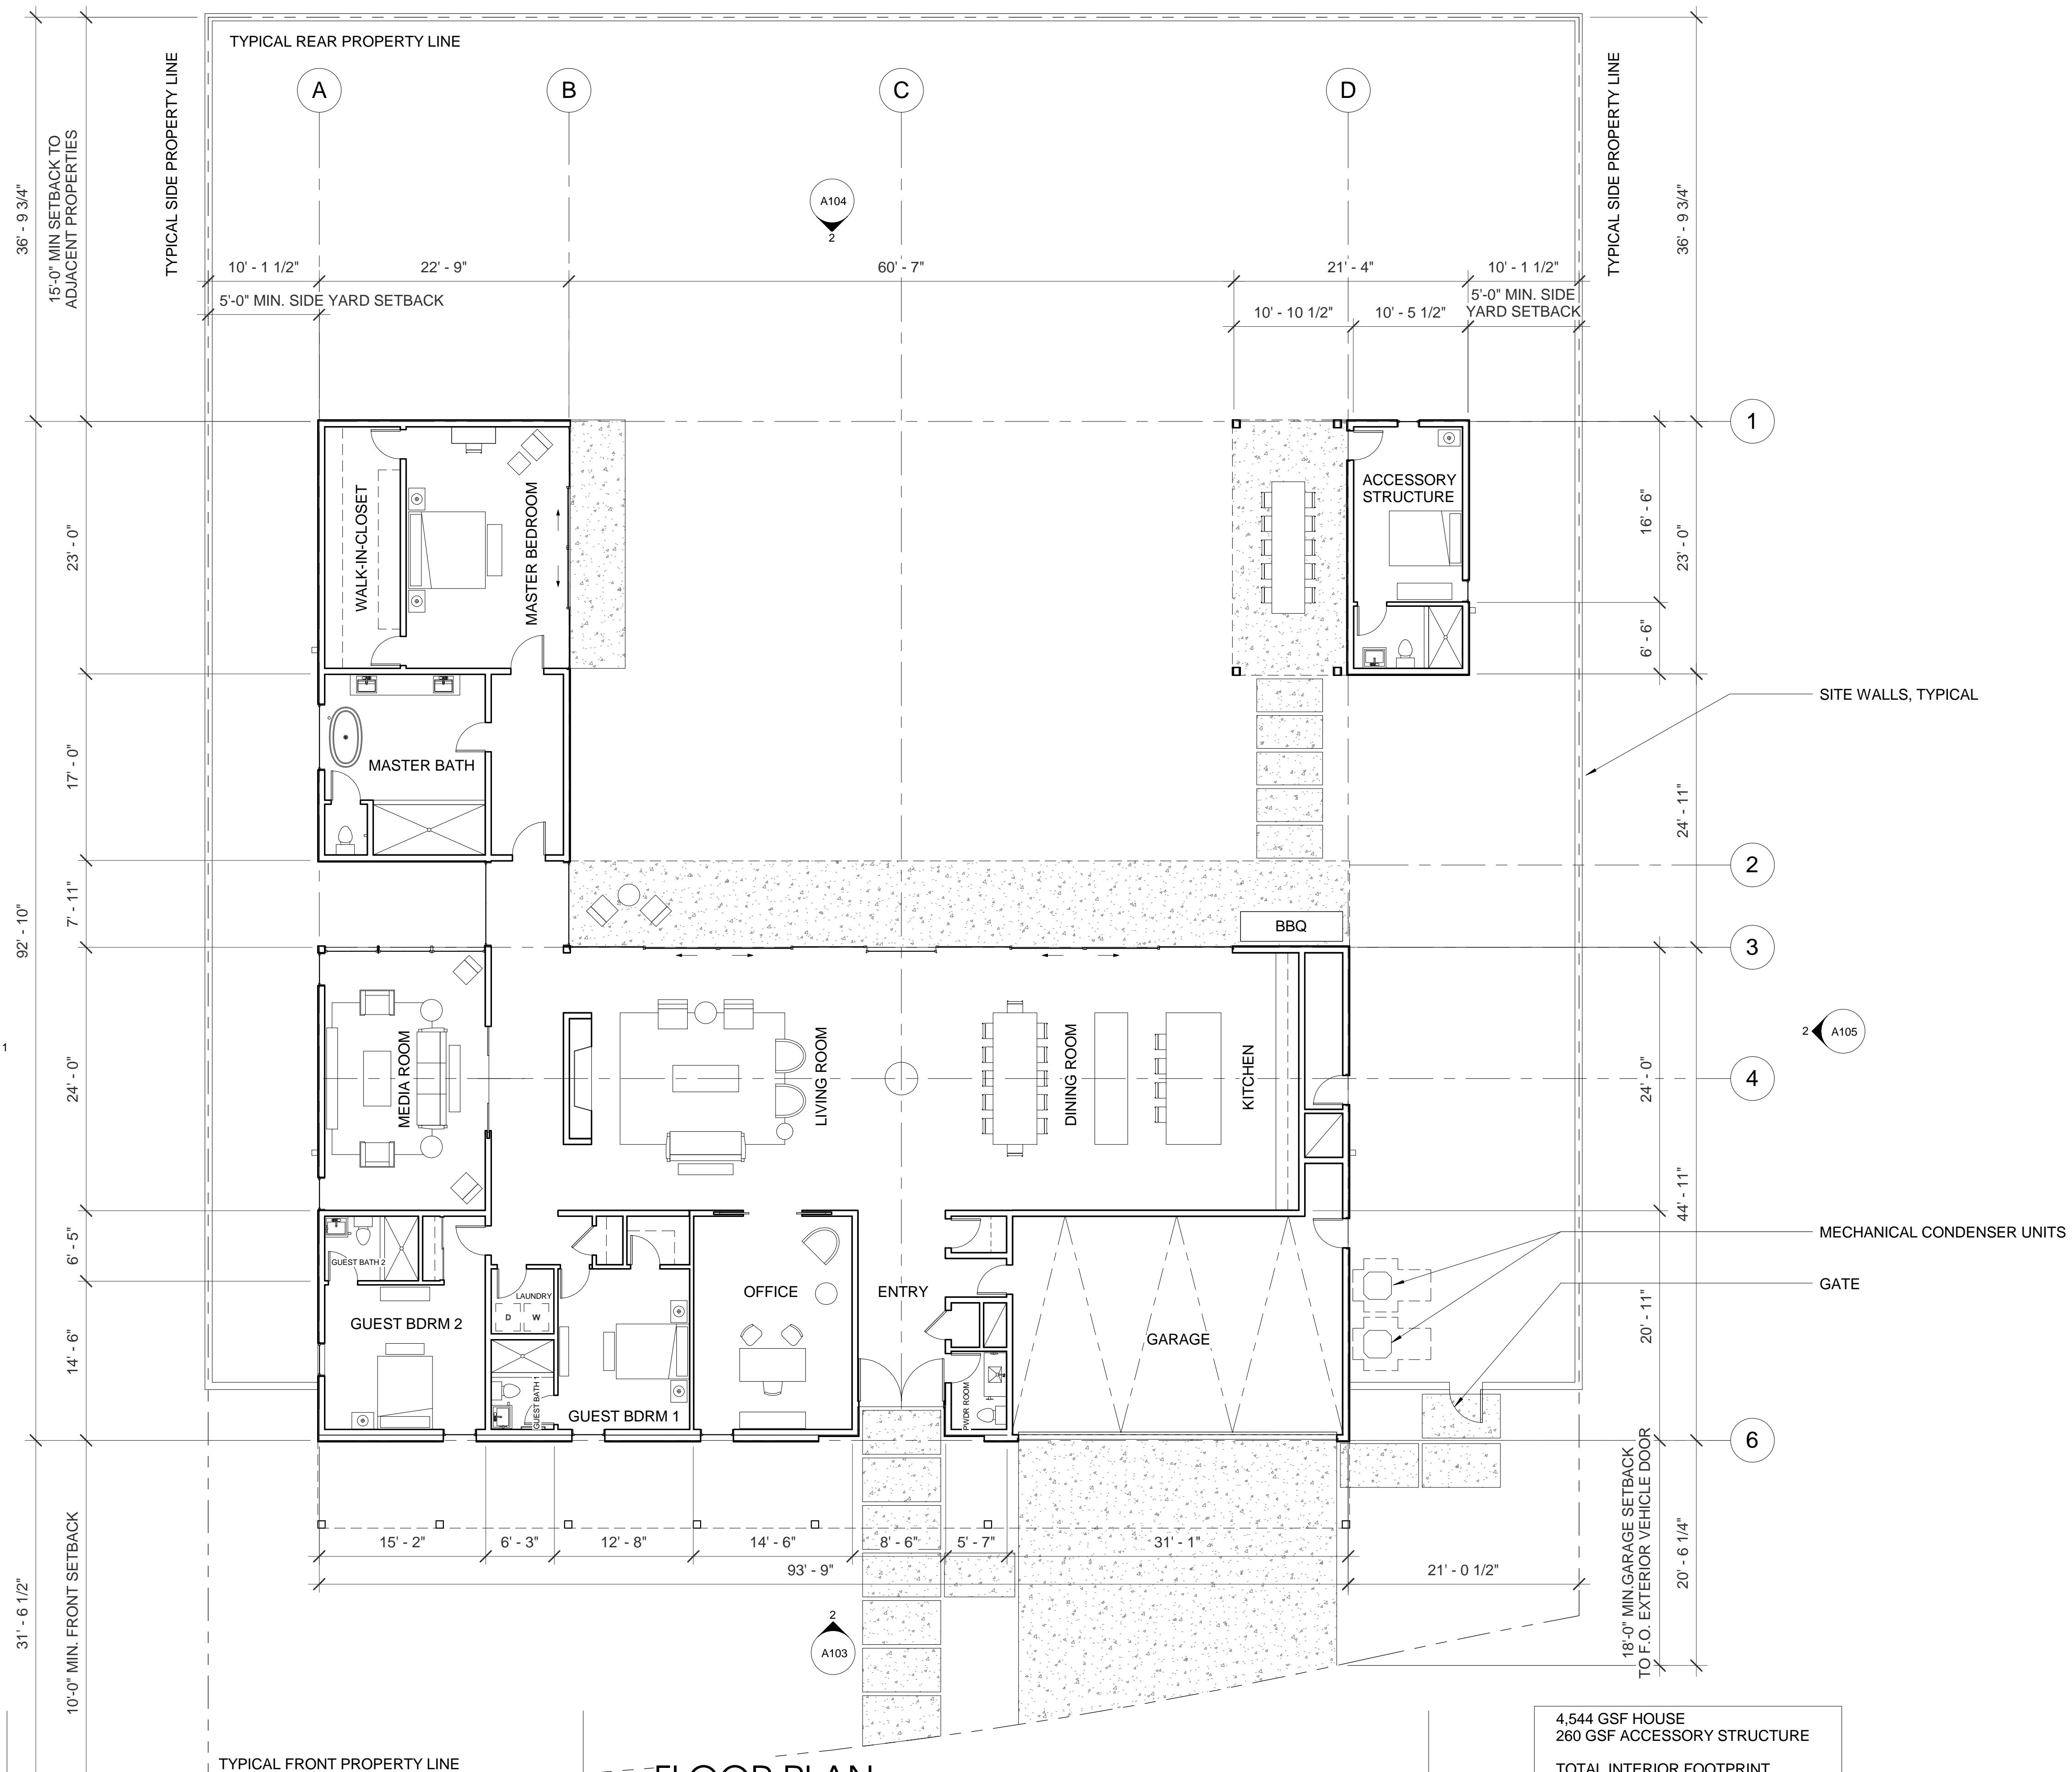 TYPICAL REAR PROPERTY LINE
TYPICAL SIDE PROPERTY LINE
TYPICAL SIDE PROPERTY LINE
A
B
C
D
36' - 9 3/4"
15'-0" MIN SETBACK TO
ADJACENT PROPERTIES
36' - 9 3/4"
A104
2
10' - 1 1/2"
22' - 9"
60' - 7"
21' - 4"
10' - 1 1/2"
5'-0" MIN. SIDE YARD SETBACK
10' - 10 1/2"
10' - 5 1/2"
5'-0" MIN. SIDE
YARD SETBACK
1
WALK-IN-CLOSET
MASTER BEDROOM
ACCESSORY
STRUCTURE
23' - 0"
16' - 6"
23' - 0"
6' - 6"
SITE WALLS, TYPICAL
MASTER BATH
17' - 0"
24' - 11"
2
92' - 10"
7' - 11"
BBQ
3
1
24' - 0"
MEDIA ROOM
LIVING ROOM
DINING ROOM
KITCHEN
24' - 0"
2
A105
4
44' - 11"
6' - 5"
GUEST BATH 2
MECHANICAL CONDENSER UNITS
GATE
LAUNDRY
D
W
OFFICE
ENTRY
GUEST BDRM 2
GARAGE
20' - 11"
14' - 6"
GUEST BATH 1
GUEST BDRM 1
PWDR ROOM
6
18'-0" MIN.GARAGE SETBACK
TO F.O. EXTERIOR VEHICLE DOOR
20' - 6 1/4"
10'-0" MIN. FRONT SETBACK
31' - 6 1/2"
15' - 2"
6' - 3"
12' - 8"
14' - 6"
8' - 6"
5' - 7"
31' - 1"
93' - 9"
21' - 0 1/2"
2
A103
TYPICAL FRONT PROPERTY LINE
FLOOR PLAN
4,544 GSF HOUSE
260 GSF ACCESSORY STRUCTURE
TOTAL INTERIOR FOOTPRINT